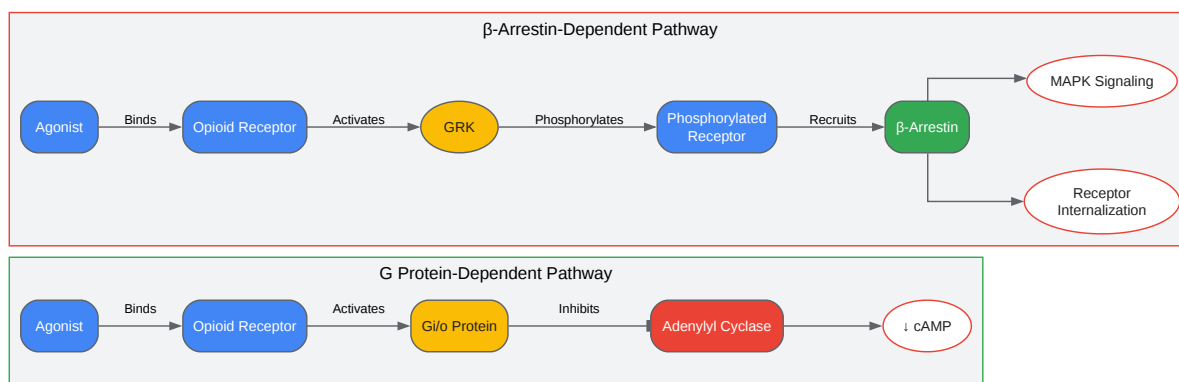 β-Arrestin-Dependent Pathway
Agonist
Binds
Opioid Receptor
Activates
GRK
Phosphorylates
Phosphorylated
Receptor
Recruits
β-Arrestin
MAPK Signaling
Receptor
Internalization
G Protein-Dependent Pathway
Agonist
Binds
Opioid Receptor
Activates
Gi/o Protein
Inhibits
Adenylyl Cyclase
↓ cAMP